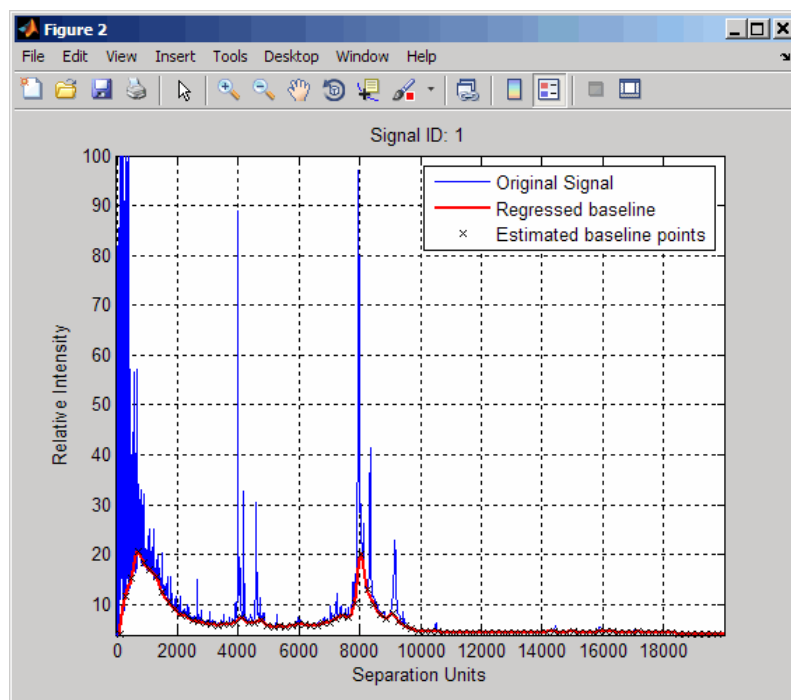 Figure 2
File Edit View Insert Tools Desktop Window Help
Signal ID: 1
Original Signal
Regressed baseline
Estimated baseline points
100
90
80
70
60
50
40
30
20
10
Relative Intensity
0 2000 4000 6000 8000 10000 12000 14000 16000 18000
Separation Units